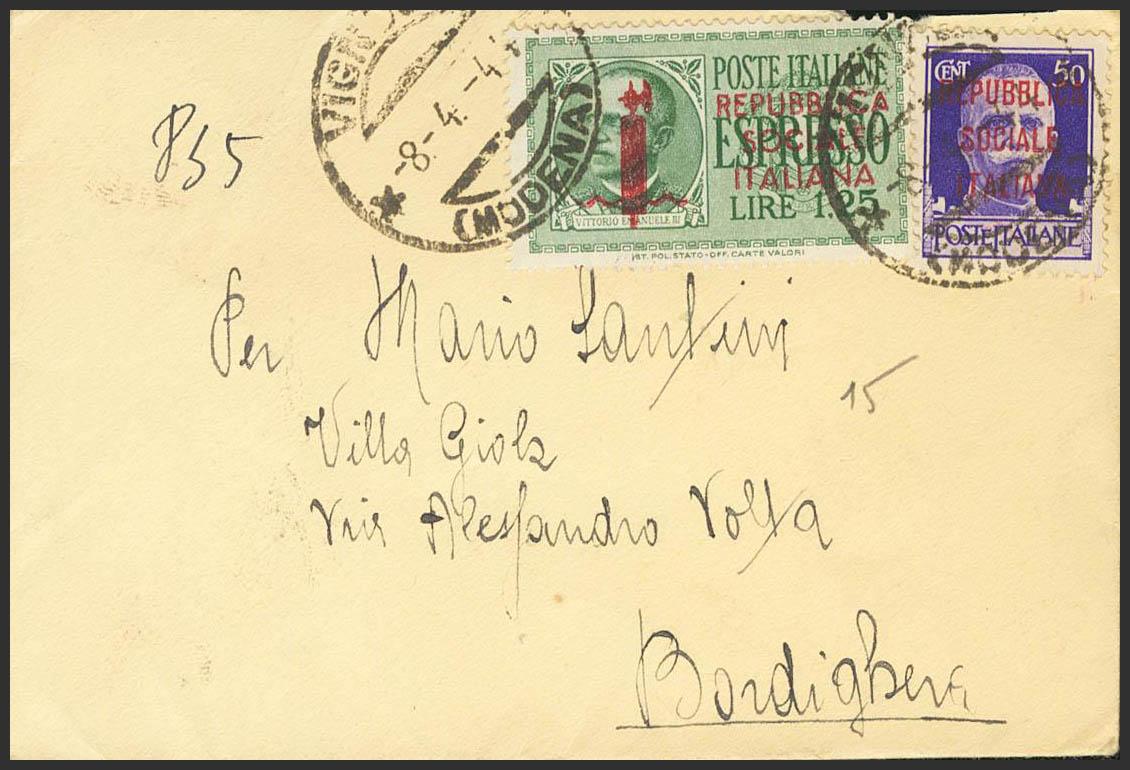 VIGN
-8-4.-4
(MODENA)
POSTE ITALIANE
ESPRESSO
LIRE 1.25
REPUBBLICA
SOCIALE
ITALIANA
VITTORIO EMANUELE III
IST. POL. STATO-OFF. CARTE VALORI
CENT 50
REPUBBLICA
SOCIALE
ITALIANA
POSTE ITALIANE
835
Per Mario Santini
15
Villa Giola
Via Alessandro Volta
Bordighera